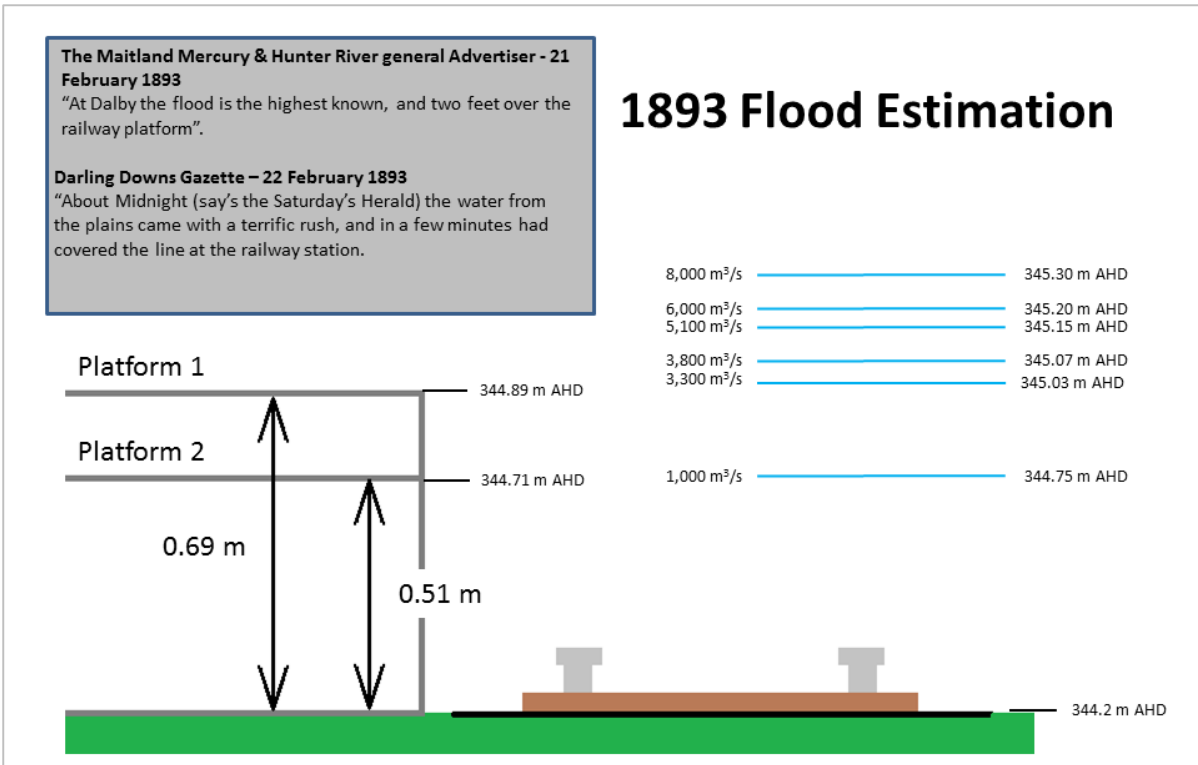 The Maitland Mercury & Hunter River general Advertiser - 21
February 1893
“At Dalby the flood is the highest known, and two feet over the
railway platform”.
Darling Downs Gazette – 22 February 1893
“About Midnight (say’s the Saturday’s Herald) the water from
the plains came with a terrific rush, and in a few minutes had
covered the line at the railway station.
1893 Flood Estimation
8,000 m³/s 345.30 m AHD
6,000 m³/s 345.20 m AHD
5,100 m³/s 345.15 m AHD
3,800 m³/s 345.07 m AHD
3,300 m³/s 345.03 m AHD
1,000 m³/s 344.75 m AHD
Platform 1
344.89 m AHD
Platform 2
344.71 m AHD
0.69 m
0.51 m
344.2 m AHD